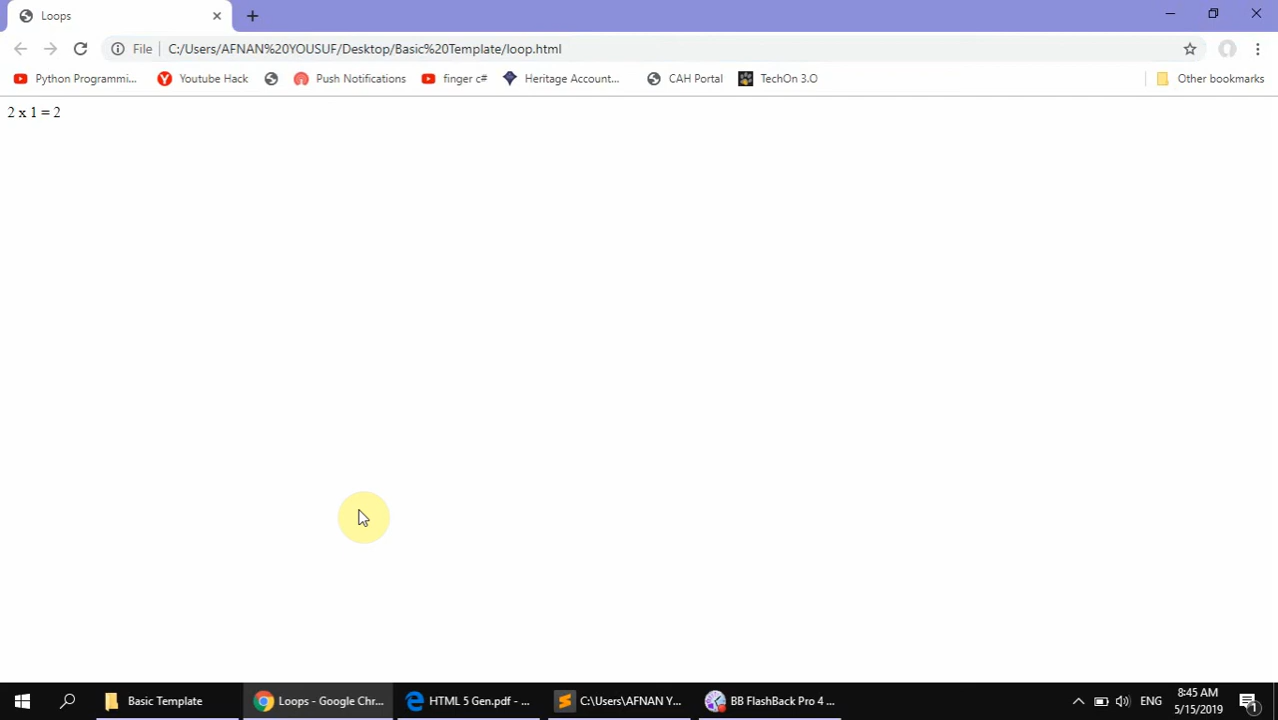 Loops
File C:/Users/AFNAN%20YOUSUF/Desktop/Basic%20Template/loop.html
Python Programmi... Youtube Hack Push Notifications finger c# Heritage Account... CAH Portal TechOn 3.O Other bookmarks
2 x 1 = 2
Basic Template Loops - Google Chr... HTML 5 Gen.pdf - ... C:\Users\AFNAN Y... BB FlashBack Pro 4 ... ENG 8:45 AM
5/15/2019 1